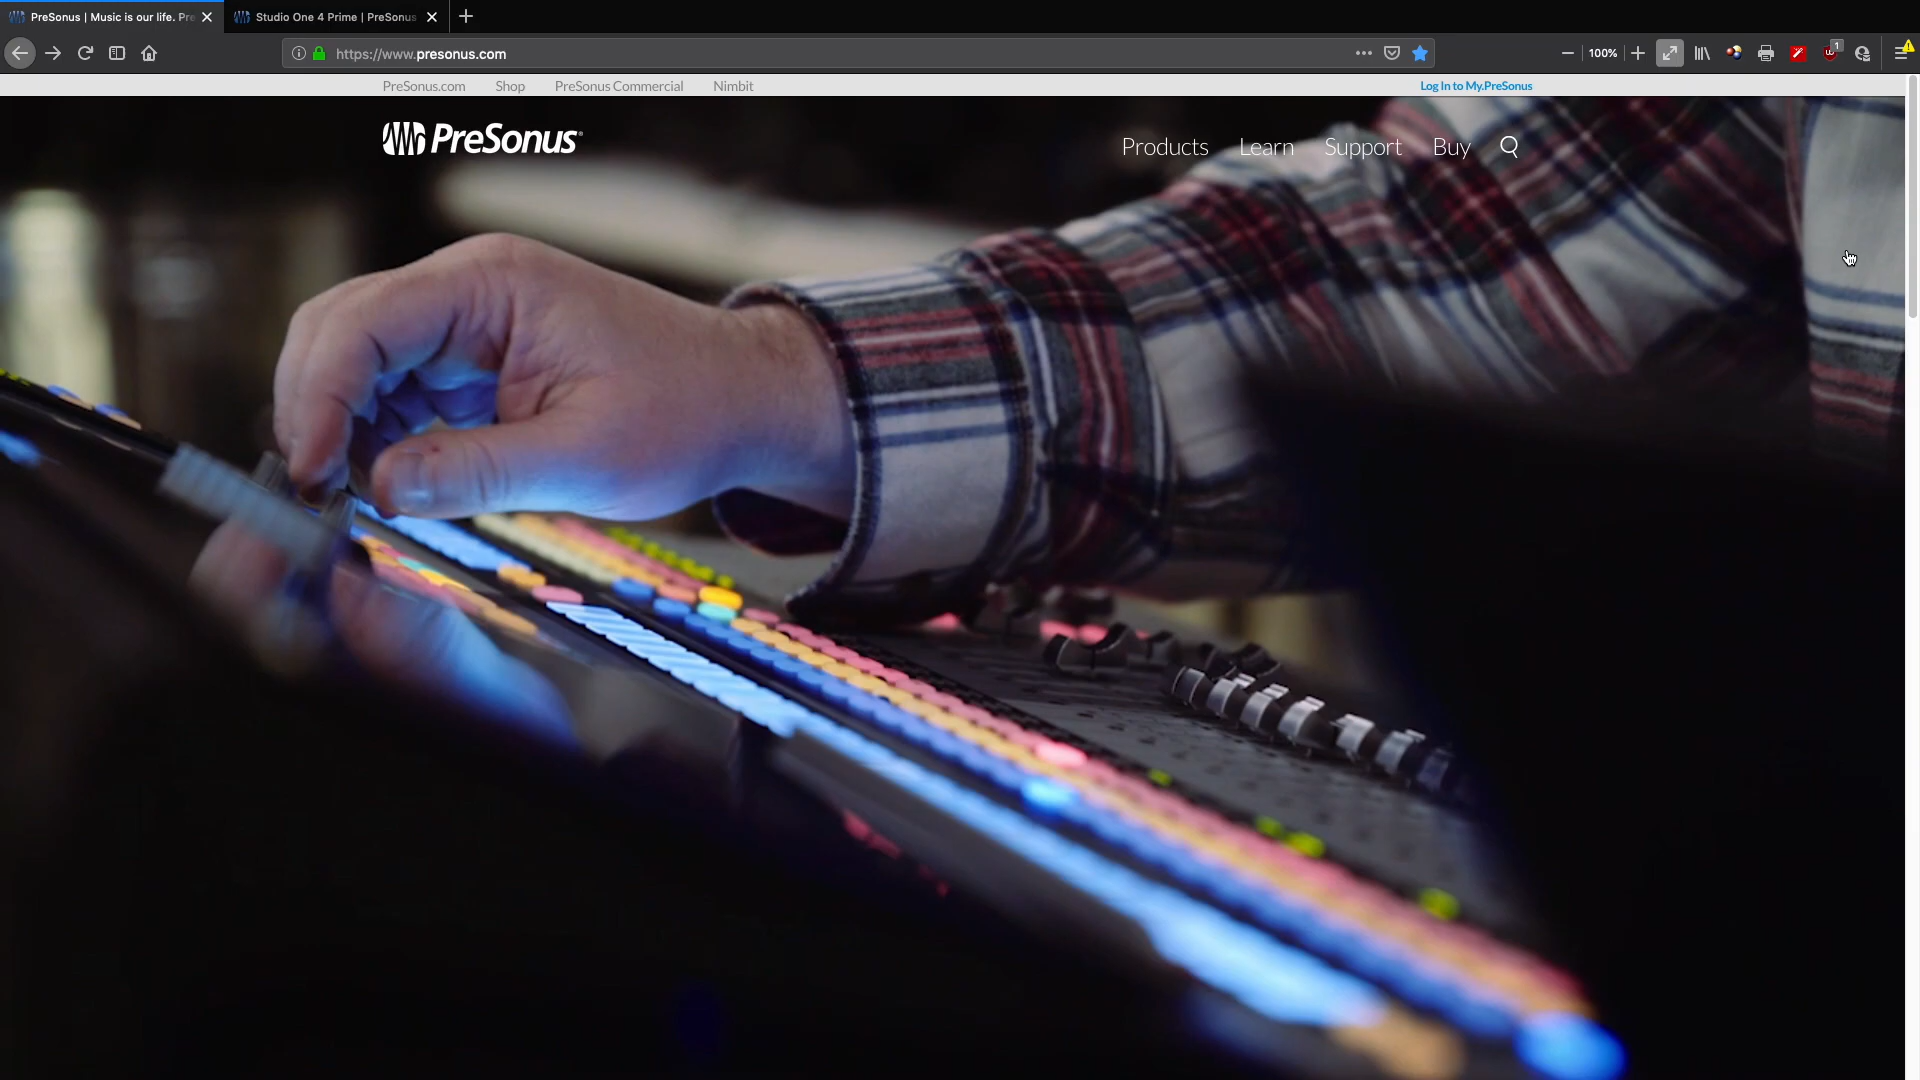 PreSonus | Music is our life. Pre
Studio One 4 Prime | PreSonus
https://www.presonus.com
100%
1
PreSonus.com
Shop
PreSonus Commercial
Nimbit
Log In to My.PreSonus
PreSonus
Products
Learn
Support
Buy